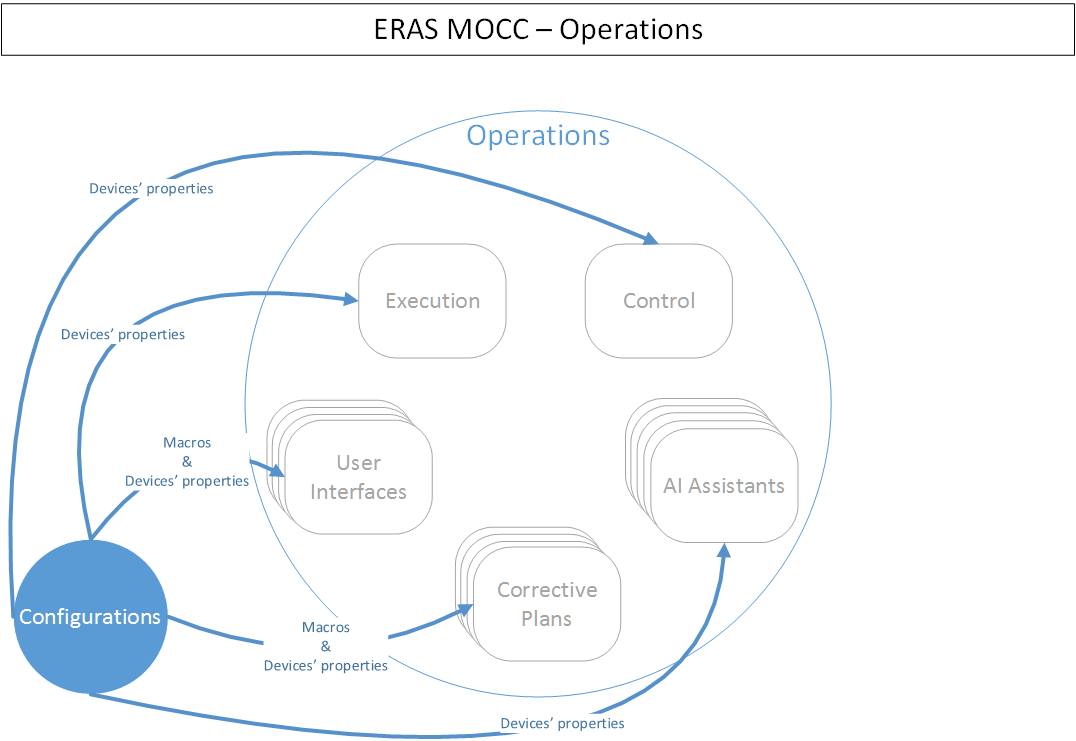 ERAS MOCC – Operations
Operations
Devices’ properties
Execution
Control
Devices’ properties
Macros
&
Devices’ properties
User
Interfaces
AI Assistants
Configurations
Corrective
Plans
Macros
&
Devices’ properties
Devices’ properties